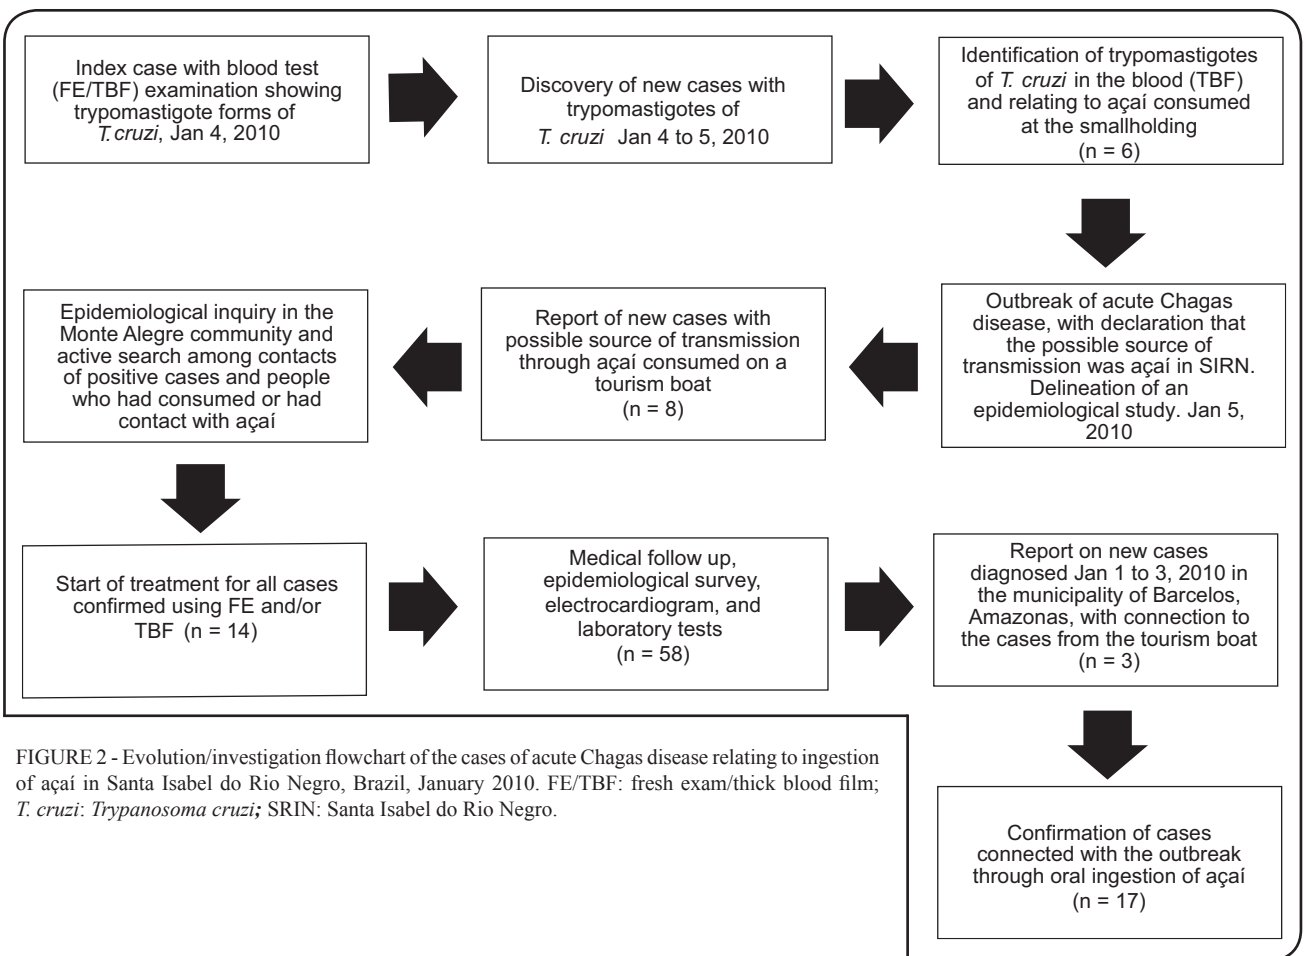 Index case with blood test
(FE/TBF) examination showing
trypomastigote forms of
T.cruzi, Jan 4, 2010
Discovery of new cases with
trypomastigotes of
T. cruzi Jan 4 to 5, 2010
Identification of trypomastigotes
of T. cruzi in the blood (TBF)
and relating to açaí consumed
at the smallholding
(n = 6)
Outbreak of acute Chagas
disease, with declaration that
the possible source of
transmission was açaí in SIRN.
Delineation of an
epidemiological study. Jan 5,
2010
Report of new cases with
possible source of transmission
through açaí consumed on a
tourism boat
(n = 8)
Epidemiological inquiry in the
Monte Alegre community and
active search among contacts
of positive cases and people
who had consumed or had
contact with açaí
Start of treatment for all cases
confirmed using FE and/or
TBF (n = 14)
Medical follow up,
epidemiological survey,
electrocardiogram, and
laboratory tests
(n = 58)
Report on new cases
diagnosed Jan 1 to 3, 2010 in
the municipality of Barcelos,
Amazonas, with connection to
the cases from the tourism boat
(n = 3)
Confirmation of cases
connected with the outbreak
through oral ingestion of açaí
(n = 17)
FIGURE 2 - Evolution/investigation flowchart of the cases of acute Chagas disease relating to ingestion
of açaí in Santa Isabel do Rio Negro, Brazil, January 2010. FE/TBF: fresh exam/thick blood film;
T. cruzi: Trypanosoma cruzi; SRIN: Santa Isabel do Rio Negro.